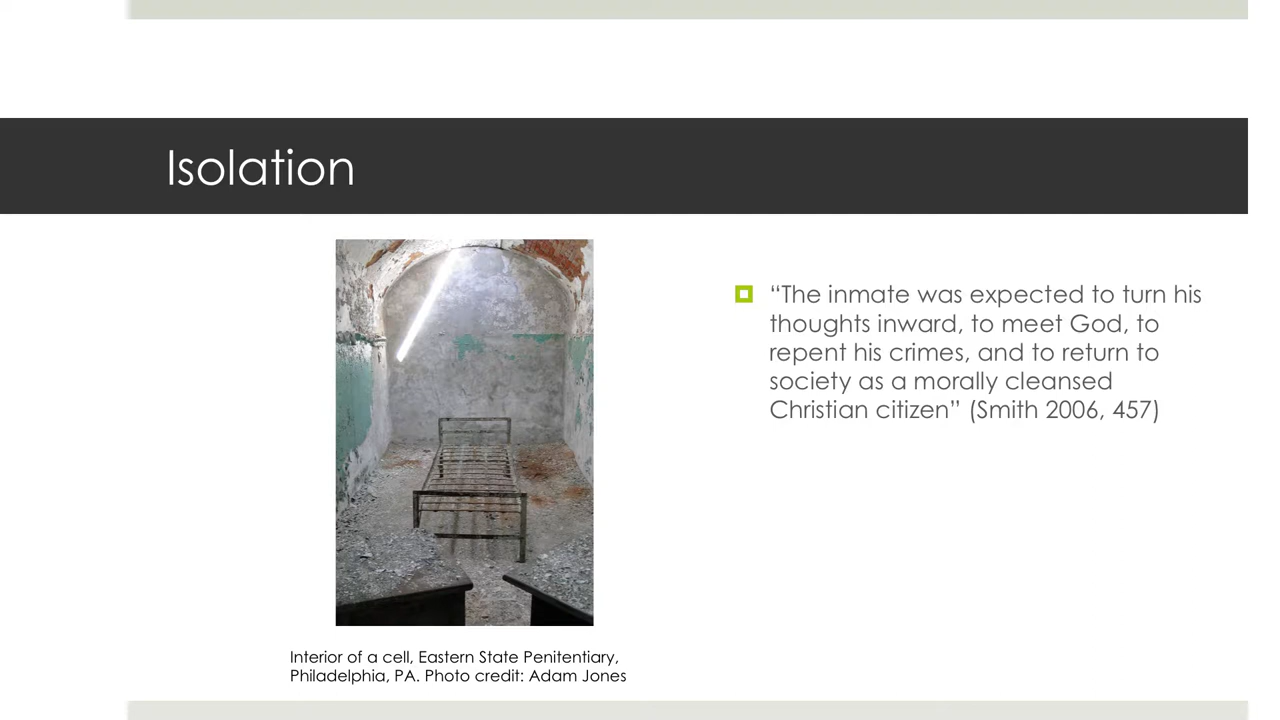 Isolation
“The inmate was expected to turn his
thoughts inward, to meet God, to
repent his crimes, and to return to
society as a morally cleansed
Christian citizen” (Smith 2006, 457)
Interior of a cell, Eastern State Penitentiary,
Philadelphia, PA. Photo credit: Adam Jones